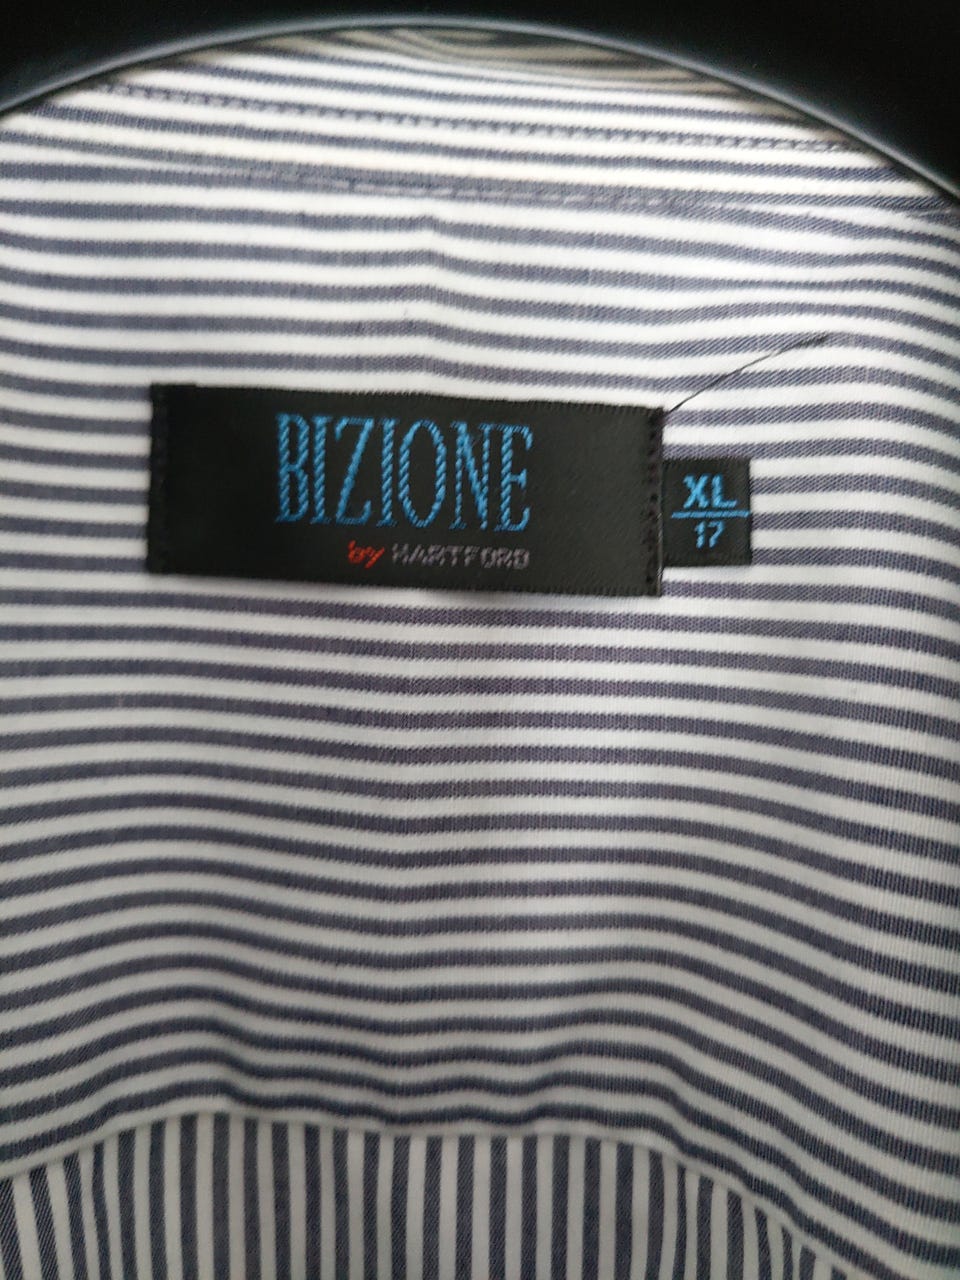 BIZIONE
by HARTFORD
XL
17